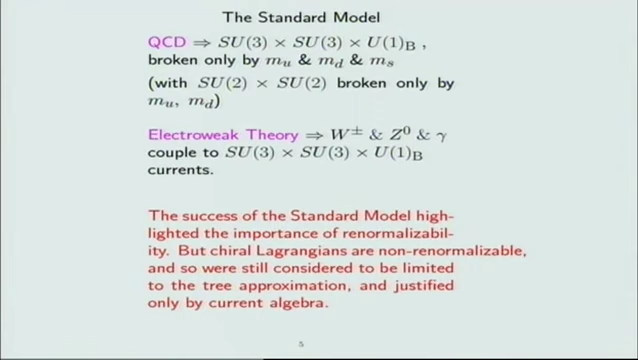 The Standard Model
QCD ⇒ SU(3) × SU(3) × U(1)B ,
broken only by mu & md & ms
(with SU(2) × SU(2) broken only by
mu, md)
Electroweak Theory ⇒ W± & Z0 & γ
couple to SU(3) × SU(3) × U(1)B
currents.
The success of the Standard Model high-
lighted the importance of renormalizabil-
ity. But chiral Lagrangians are non-renormalizable,
and so were still considered to be limited
to the tree approximation, and justified
only by current algebra.
5